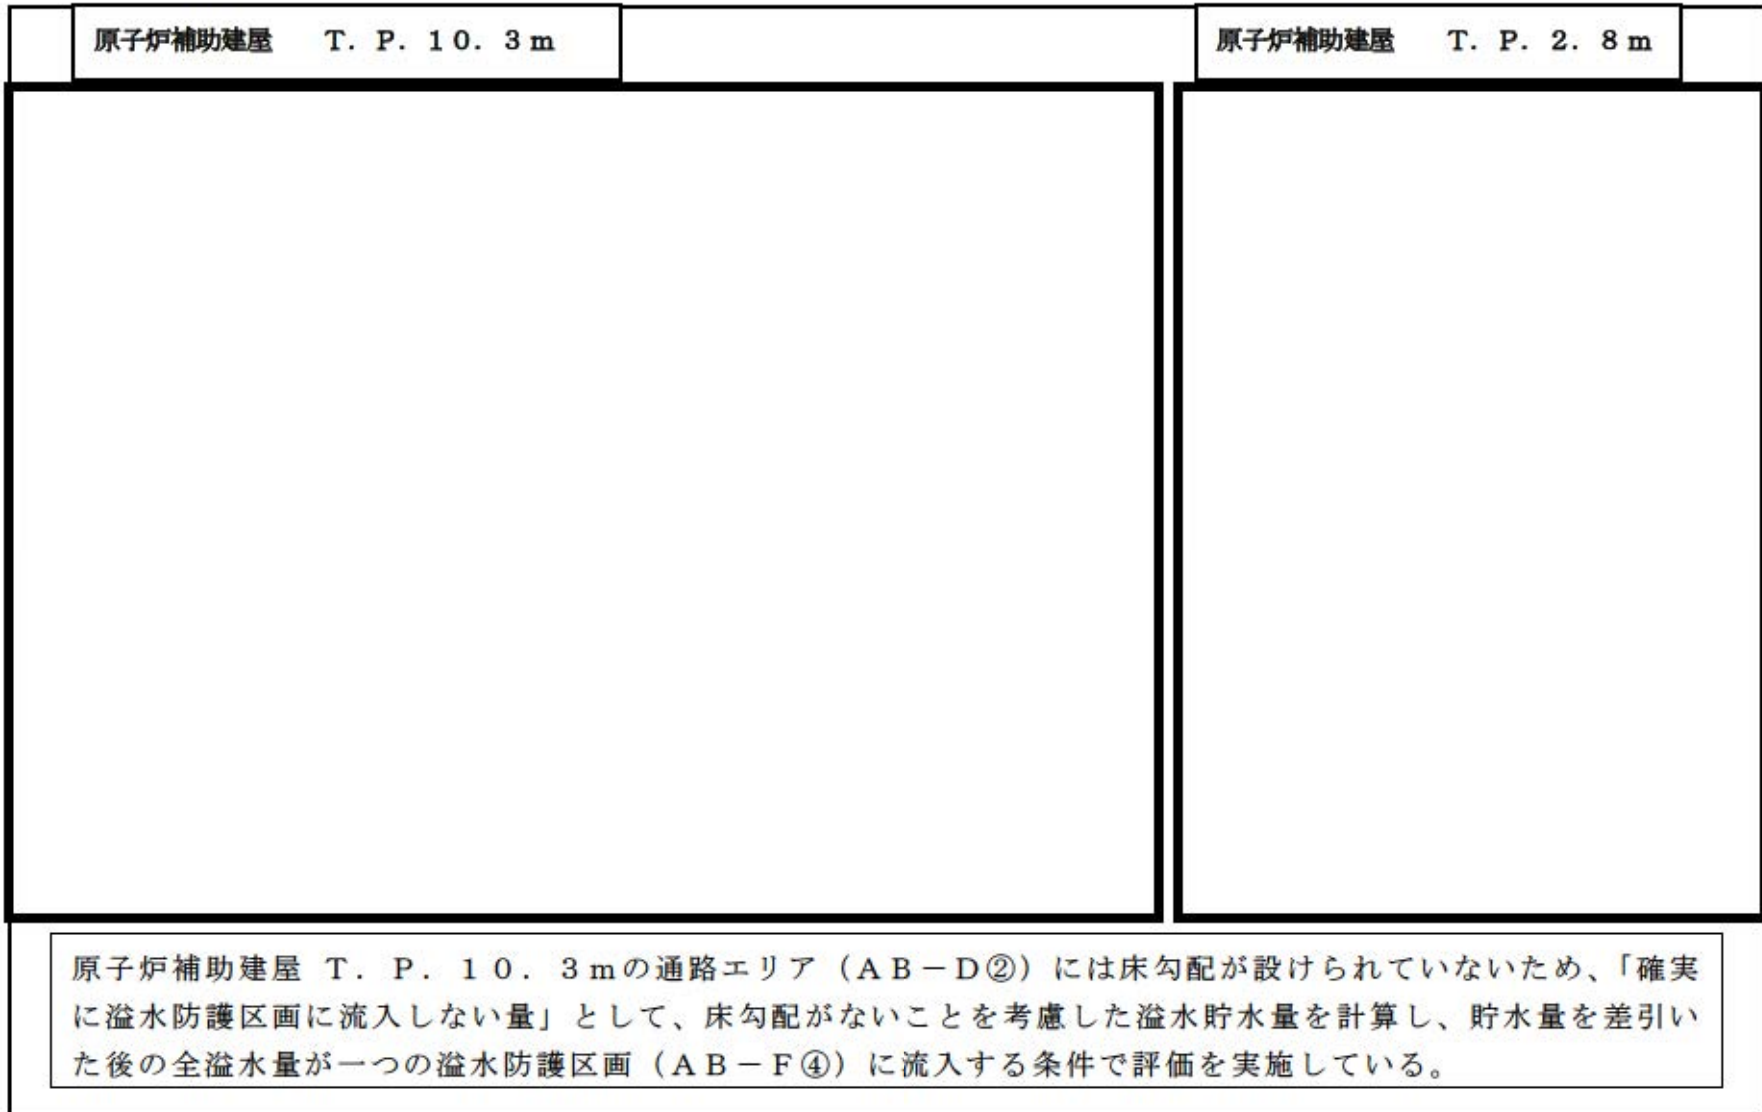 原子炉補助建屋　　T．P．10．3m
原子炉補助建屋　　T．P．2．8m
原子炉補助建屋 T．P．10．3mの通路エリア（AB－D②）には床勾配が設けられていないため、「確実
に溢水防護区画に流入しない量」として、床勾配がないことを考慮した溢水貯水量を計算し、貯水量を差引い
た後の全溢水量が一つの溢水防護区画（AB－F④）に流入する条件で評価を実施している。